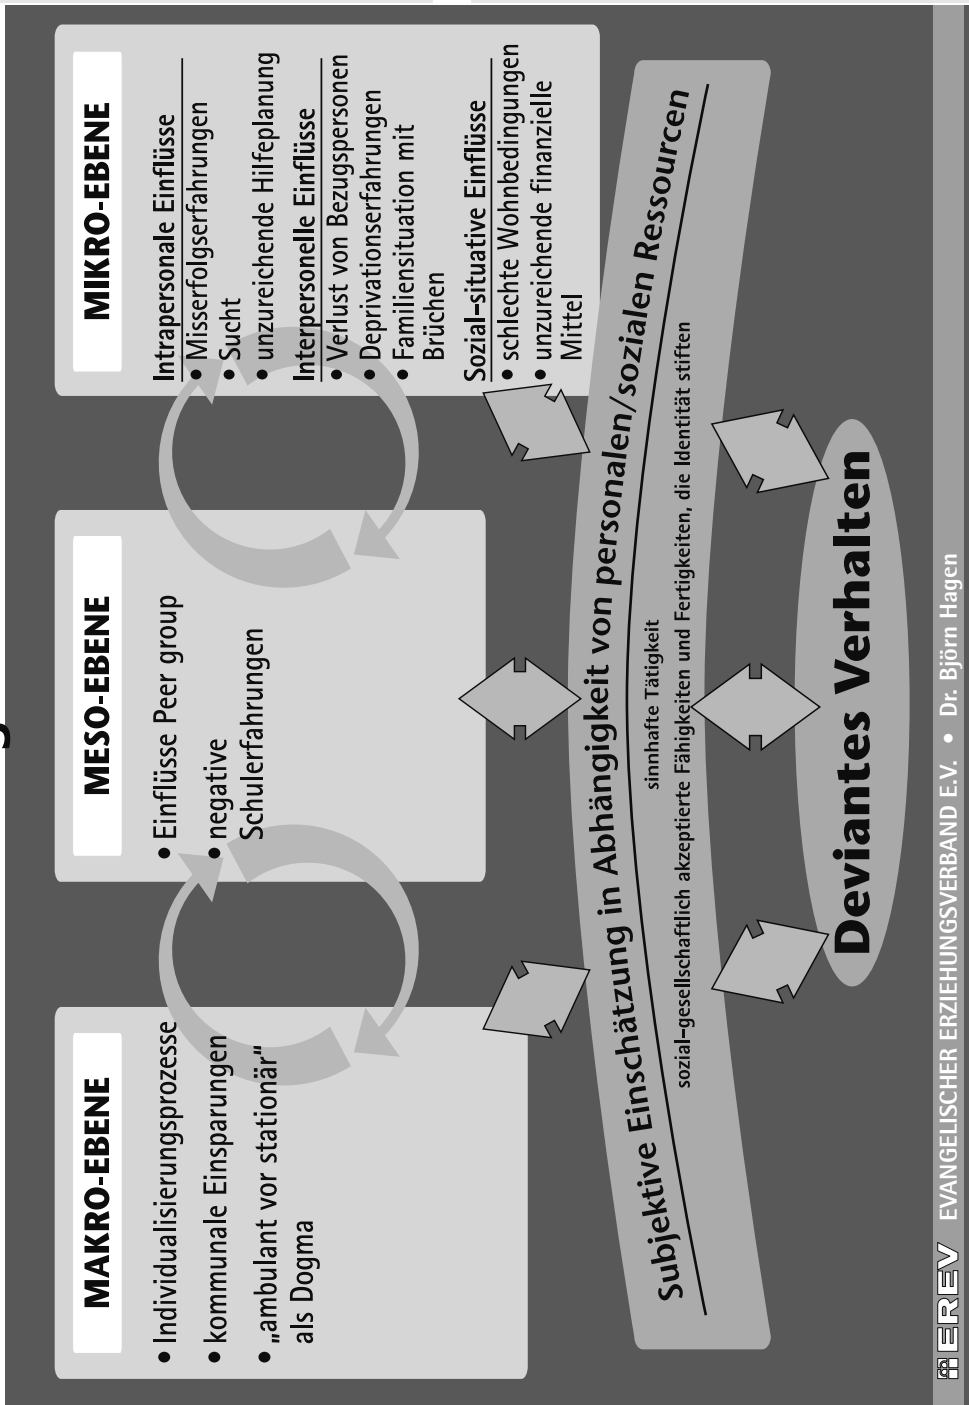 MAKRO-EBENE
• Individualisierungsprozesse
• kommunale Einsparungen
• „ambulant vor stationär“
als Dogma
MESO-EBENE
• Einflüsse Peer group
• negative
Schulerfahrungen
MIKRO-EBENE
Intrapersonale Einflüsse
• Misserfolgserfahrungen
• Sucht
• unzureichende Hilfeplanung
Interpersonelle Einflüsse
• Verlust von Bezugspersonen
• Deprivationserfahrungen
• Familiensituation mit
Brüchen
Sozial-situative Einflüsse
• schlechte Wohnbedingungen
• unzureichende finanzielle
Mittel
Subjektive Einschätzung in Abhängigkeit von personalen/sozialen Ressourcen
sinnhafte Tätigkeit
sozial-gesellschaftlich akzeptierte Fähigkeiten und Fertigkeiten, die Identität stiften
Deviantes Verhalten
EREV EVANGELISCHER ERZIEHUNGSVERBAND E.V. • Dr. Björn Hagen